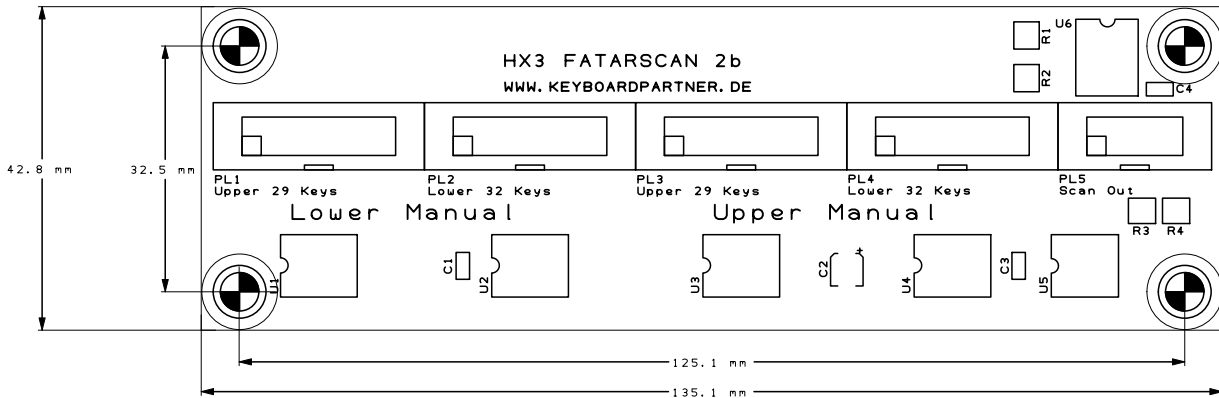 U6
R1
HX3 FATARSCAN 2b
R2
WWW.KEYBOARDPARTNER.DE
C4
42.8 mm
32.5 mm
PL1
Upper 29 Keys
PL2
Lower 32 Keys
PL3
Upper 29 Keys
PL4
Lower 32 Keys
PL5
Scan Out
Lower Manual
Upper Manual
R3
R4
U1
C1
U2
U3
C2
+
U4
C3
U5
125.1 mm
135.1 mm